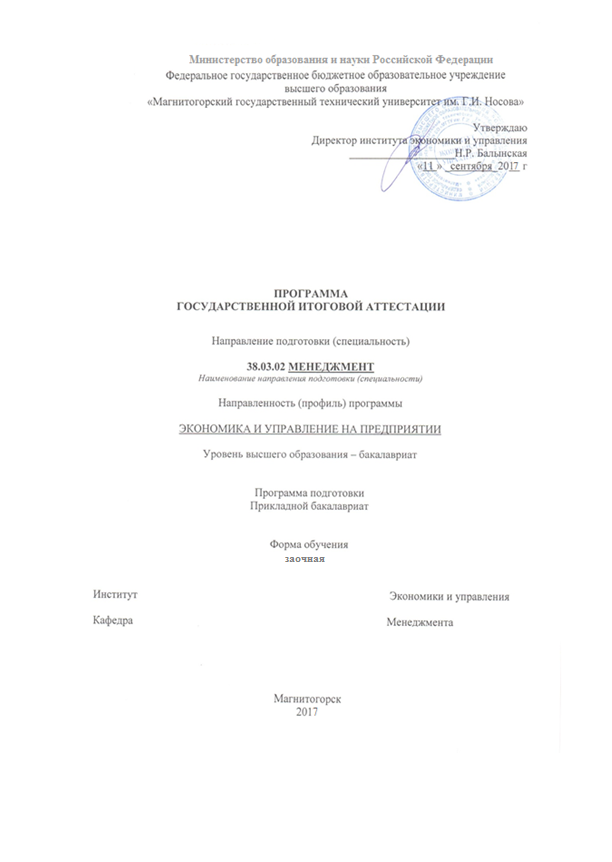 Министерство образования и науки Российской Федерации
Федеральное государственное бюджетное образовательное учреждение
высшего образования
«Магнитогорский государственный технический университет им. Г.И. Носова»
Утверждаю
Директор института экономики и управления
Н.Р. Балынская
«11» сентября 2017 г
ПРОГРАММА
ГОСУДАРСТВЕННОЙ ИТОГОВОЙ АТТЕСТАЦИИ
Направление подготовки (специальность)
38.03.02 МЕНЕДЖМЕНТ
Наименование направления подготовки (специальности)
Направленность (профиль) программы
ЭКОНОМИКА И УПРАВЛЕНИЕ НА ПРЕДПРИЯТИИ
Уровень высшего образования – бакалавриат
Программа подготовки
Прикладной бакалавриат
Форма обучения
заочная
Институт Экономики и управления
Кафедра Менеджмента
Магнитогорск
2017